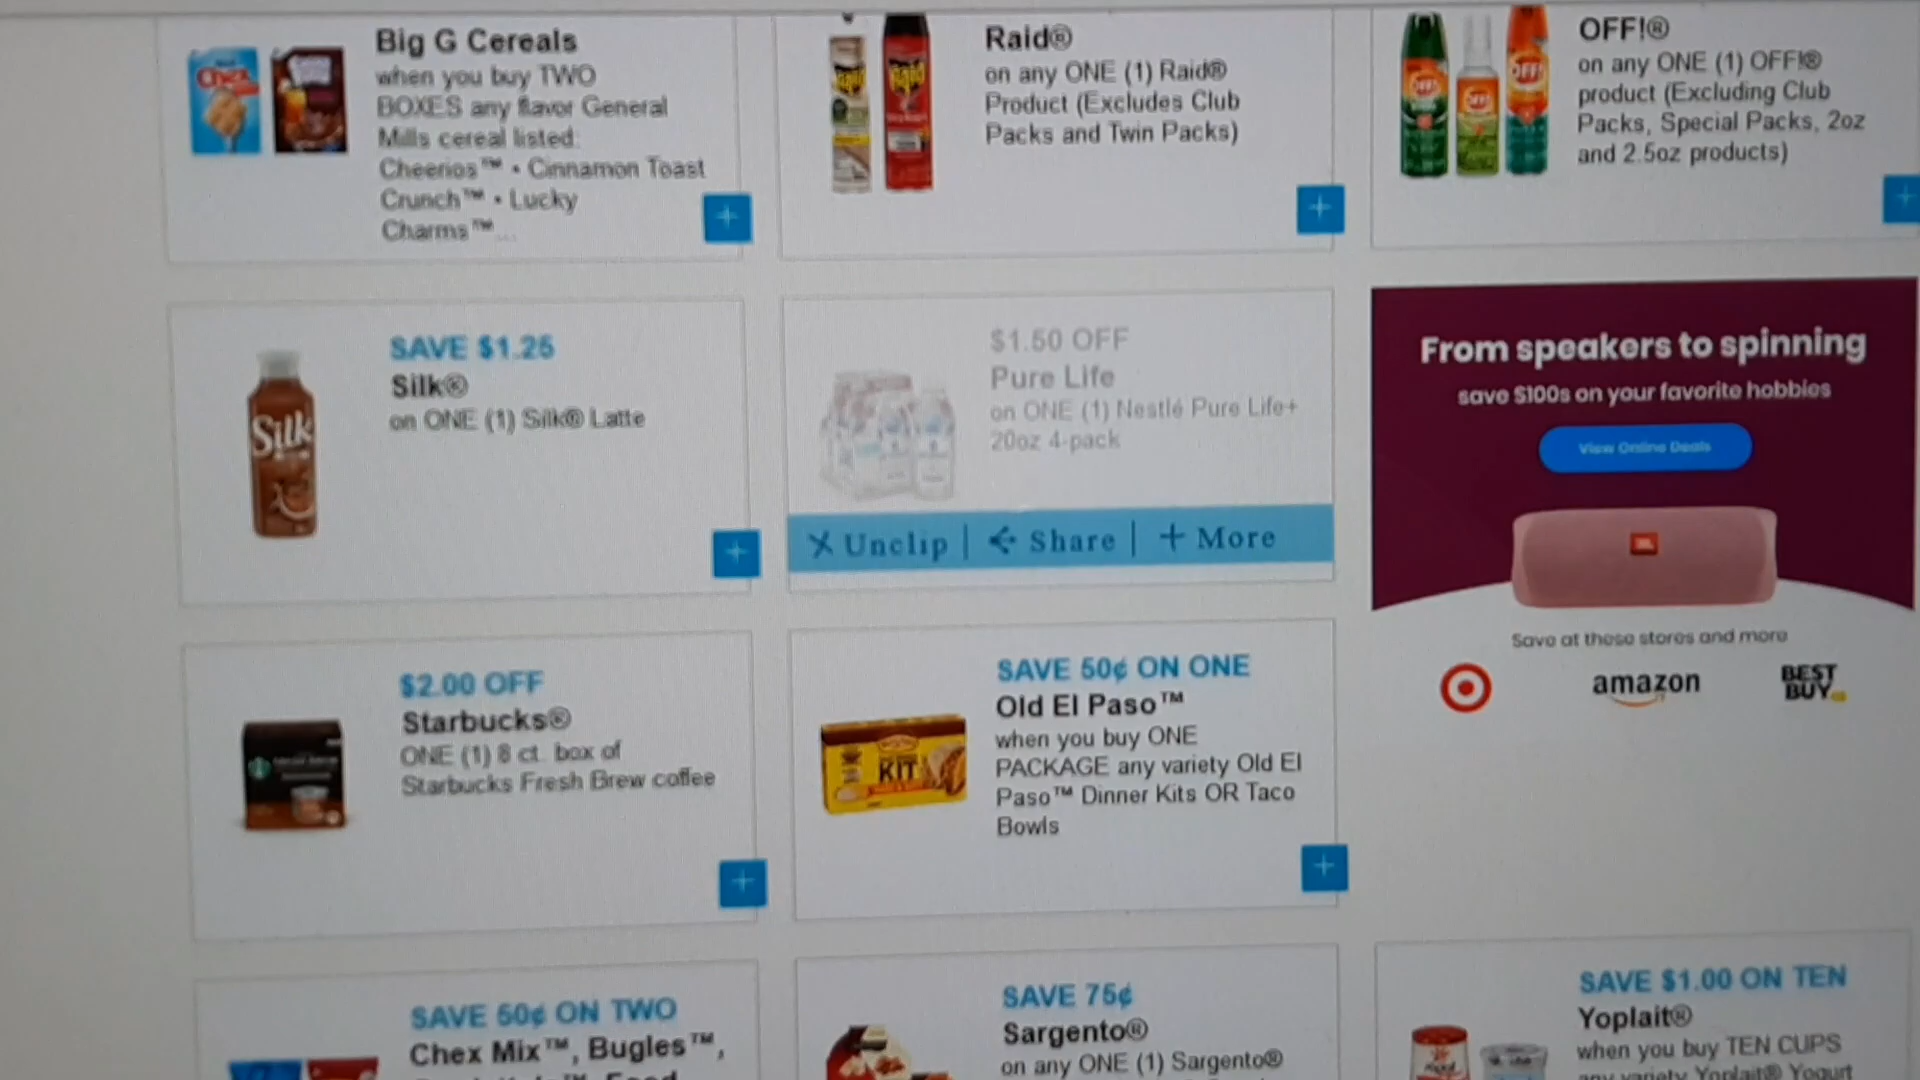 Big G Cereals
when you buy TWO
BOXES any flavor General
Mills cereal listed:
Cheerios™ • Cinnamon Toast
Crunch™ • Lucky
Charms™...
Chex
Raid®
on any ONE (1) Raid®
Product (Excludes Club
Packs and Twin Packs)
OFF!®
on any ONE (1) OFF!®
product (Excluding Club
Packs, Special Packs, 2oz
and 2.5oz products)
OFF!
SAVE $1.25
Silk®
on ONE (1) Silk® Latte
Silk
$1.50 OFF
Pure Life
on ONE (1) Nestlé Pure Life+
20oz 4-pack
Unclip | Share | + More
From speakers to spinning
save $100s on your favorite hobbies
View Online Deals
JBL
Save at these stores and more
amazon
BEST
BUY
$2.00 OFF
Starbucks®
ONE (1) 8 ct. box of
Starbucks Fresh Brew coffee
SAVE 50¢ ON ONE
Old El Paso™
when you buy ONE
PACKAGE any variety Old El
Paso™ Dinner Kits OR Taco
Bowls
KIT
SAVE 50¢ ON TWO
Chex Mix™, Bugles™,
SAVE 75¢
Sargento®
on any ONE (1) Sargento®
SAVE $1.00 ON TEN
Yoplait®
when you buy TEN CUPS
any variety Yoplait® Yogurt